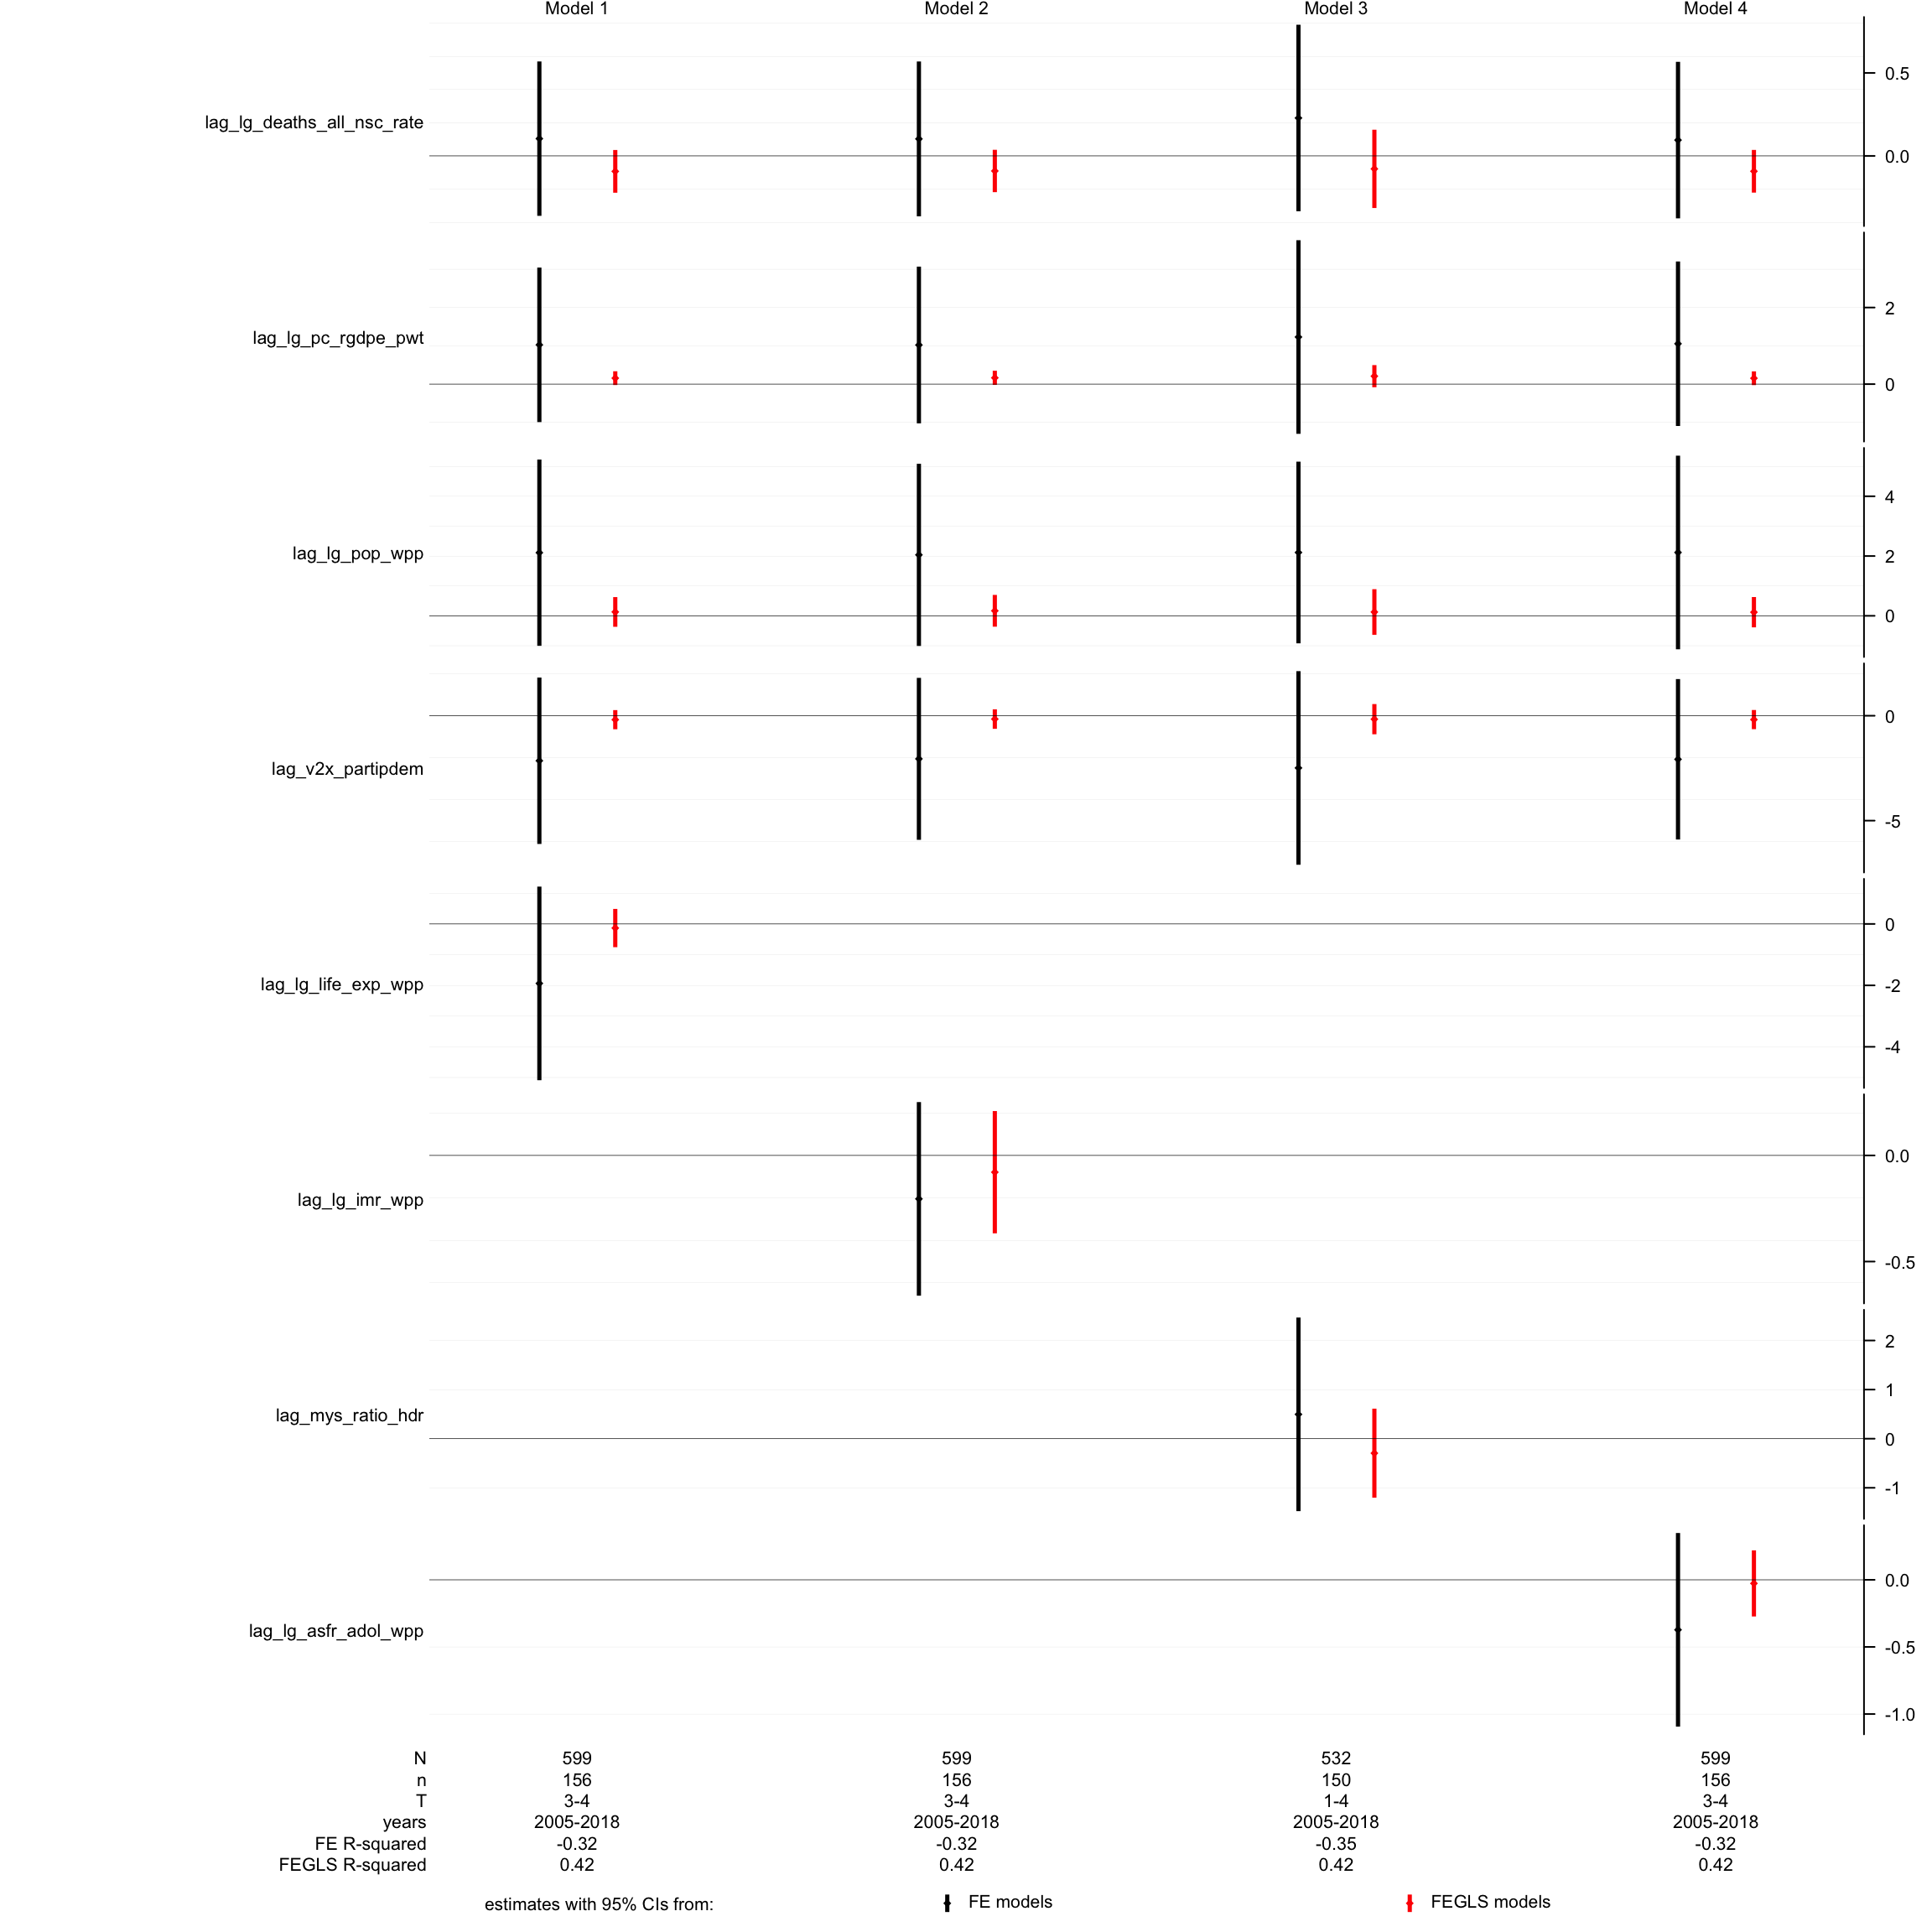 Model 1 Model 2 Model 3 Model 4
0.5
lag_lg_deaths_all_nsc_rate
0.0
2
lag_lg_pc_rgdpe_pwt
0
4
lag_lg_pop_wpp
2
0
0
lag_v2x_partipdem
-5
0
lag_lg_life_exp_wpp
-2
-4
0.0
lag_lg_imr_wpp
-0.5
2
1
lag_mys_ratio_hdr
0
-1
0.0
lag_lg_asfr_adol_wpp
-0.5
-1.0
N 599 599 532 599
n 156 156 150 156
T 3-4 3-4 1-4 3-4
years 2005-2018 2005-2018 2005-2018 2005-2018
FE R-squared -0.32 -0.32 -0.35 -0.32
FEGLS R-squared 0.42 0.42 0.42 0.42
estimates with 95% CIs from: FE models FEGLS models